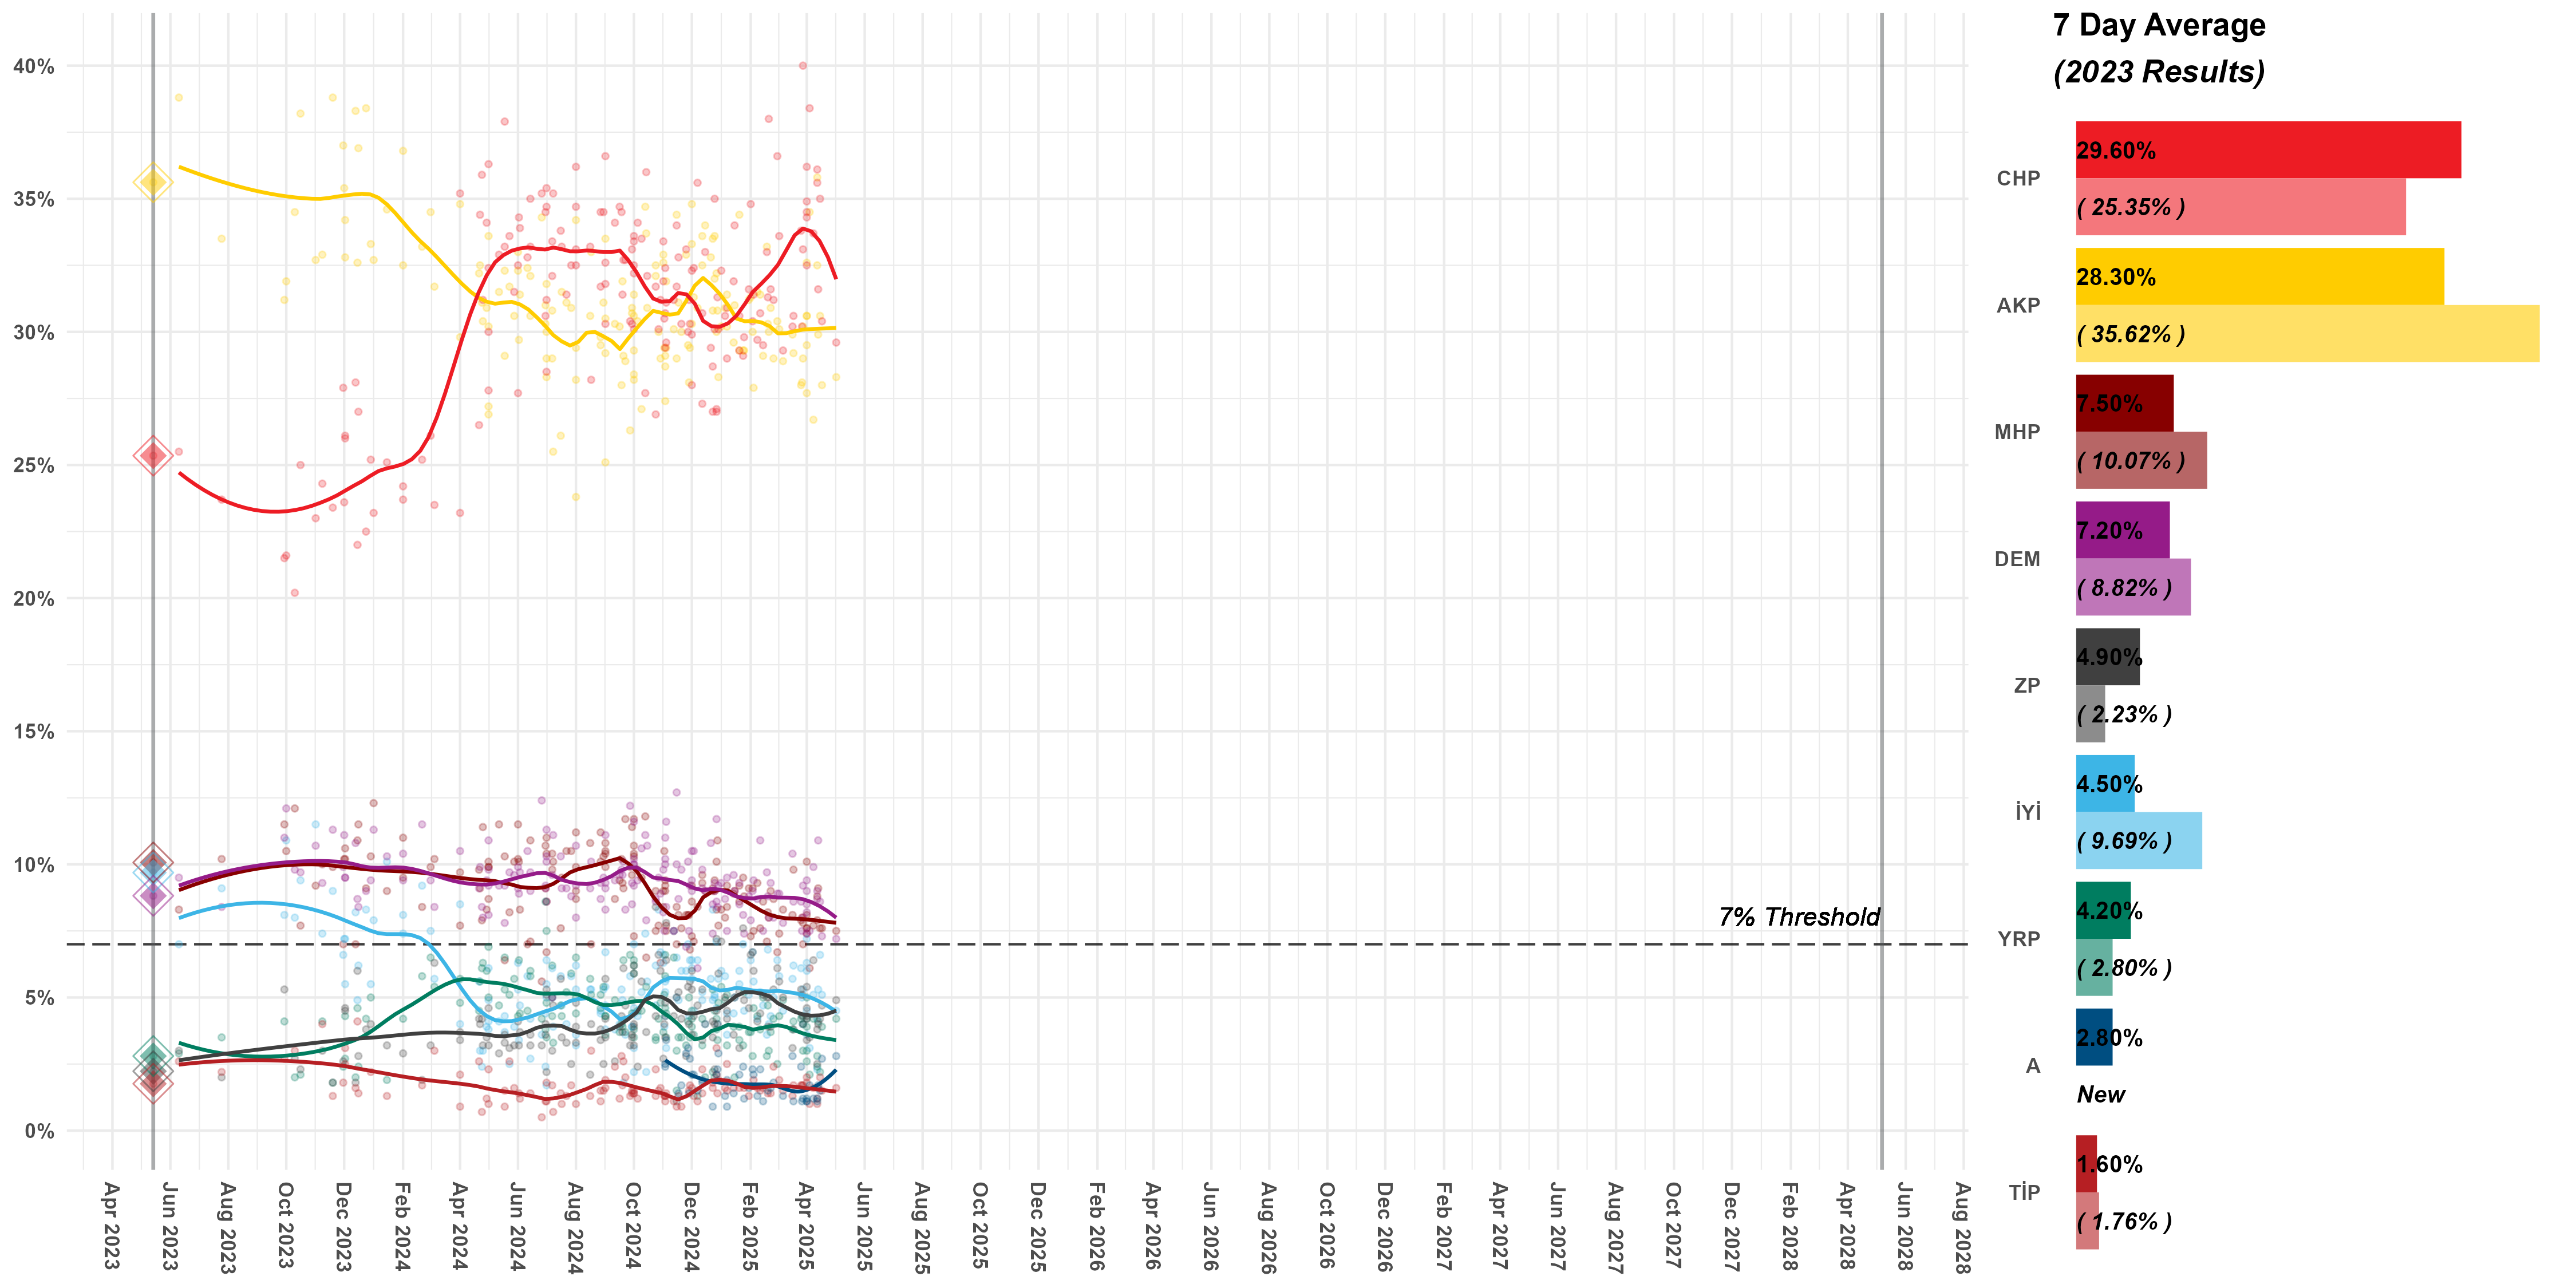 40%
35%
30%
25%
20%
15%
10%
5%
0%
7% Threshold
Apr 2023
Jun 2023
Aug 2023
Oct 2023
Dec 2023
Feb 2024
Apr 2024
Jun 2024
Aug 2024
Oct 2024
Dec 2024
Feb 2025
Apr 2025
Jun 2025
Aug 2025
Oct 2025
Dec 2025
Feb 2026
Apr 2026
Jun 2026
Aug 2026
Oct 2026
Dec 2026
Feb 2027
Apr 2027
Jun 2027
Aug 2027
Oct 2027
Dec 2027
Feb 2028
Apr 2028
Jun 2028
Aug 2028
7 Day Average
(2023 Results)
CHP
29.60%
( 25.35% )
AKP
28.30%
( 35.62% )
MHP
7.50%
( 10.07% )
DEM
7.20%
( 8.82% )
ZP
4.90%
( 2.23% )
İYİ
4.50%
( 9.69% )
YRP
4.20%
( 2.80% )
A
2.80%
New
TİP
1.60%
( 1.76% )